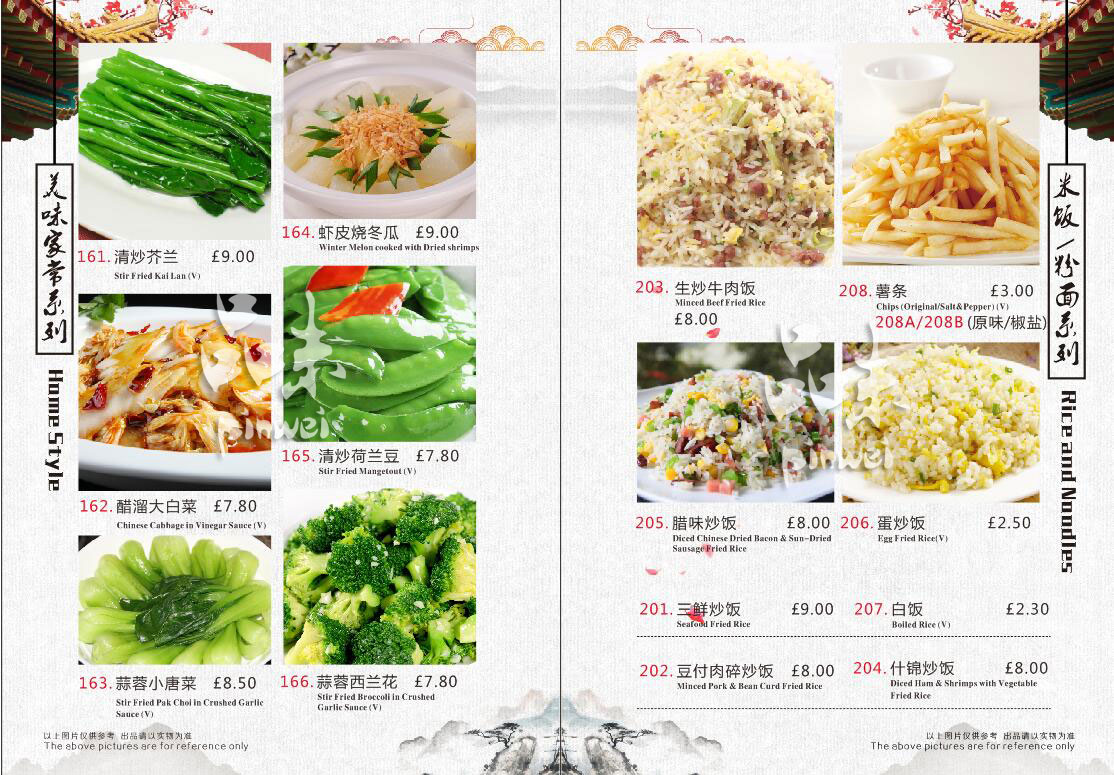 美味家常系列
Home Style
161. 清炒芥兰 £9.00
Stir Fried Kai Lan (V)
162. 醋溜大白菜 £7.80
Chinese Cabbage in Vinegar Sauce (V)
163. 蒜蓉小唐菜 £8.50
Stir Fried Pak Choi in Crushed Garlic
Sauce (V)
164. 虾皮烧冬瓜 £9.00
Winter Melon cooked with Dried shrimps
165. 清炒荷兰豆 £7.80
Stir Fried Mangetout (V)
166. 蒜蓉西兰花 £7.80
Stir Fried Broccoli in Crushed
Garlic Sauce (V)
以上图片仅供参考 出品请以实物为准
The above pictures are for reference only
米饭/粉面系列
Rice and Noodles
203. 生炒牛肉饭
Minced Beef Fried Rice
£8.00
208. 薯条 £3.00
Chips (Original/Salt&Pepper) (V)
208A/208B (原味/椒盐)
205. 腊味炒饭 £8.00
Diced Chinese Dried Bacon & Sun-Dried
Sausage Fried Rice
206. 蛋炒饭 £2.50
Egg Fried Rice(V)
201. 三鲜炒饭 £9.00
Seafood Fried Rice
207. 白饭 £2.30
Boiled Rice (V)
202. 豆付肉碎炒饭 £8.00
Minced Pork & Bean Curd Fried Rice
204. 什锦炒饭 £8.00
Diced Ham & Shrimps with Vegetable
Fried Rice
以上图片仅供参考 出品请以实物为准
The above pictures are for reference only
品味
pinwei
品味
pinwei